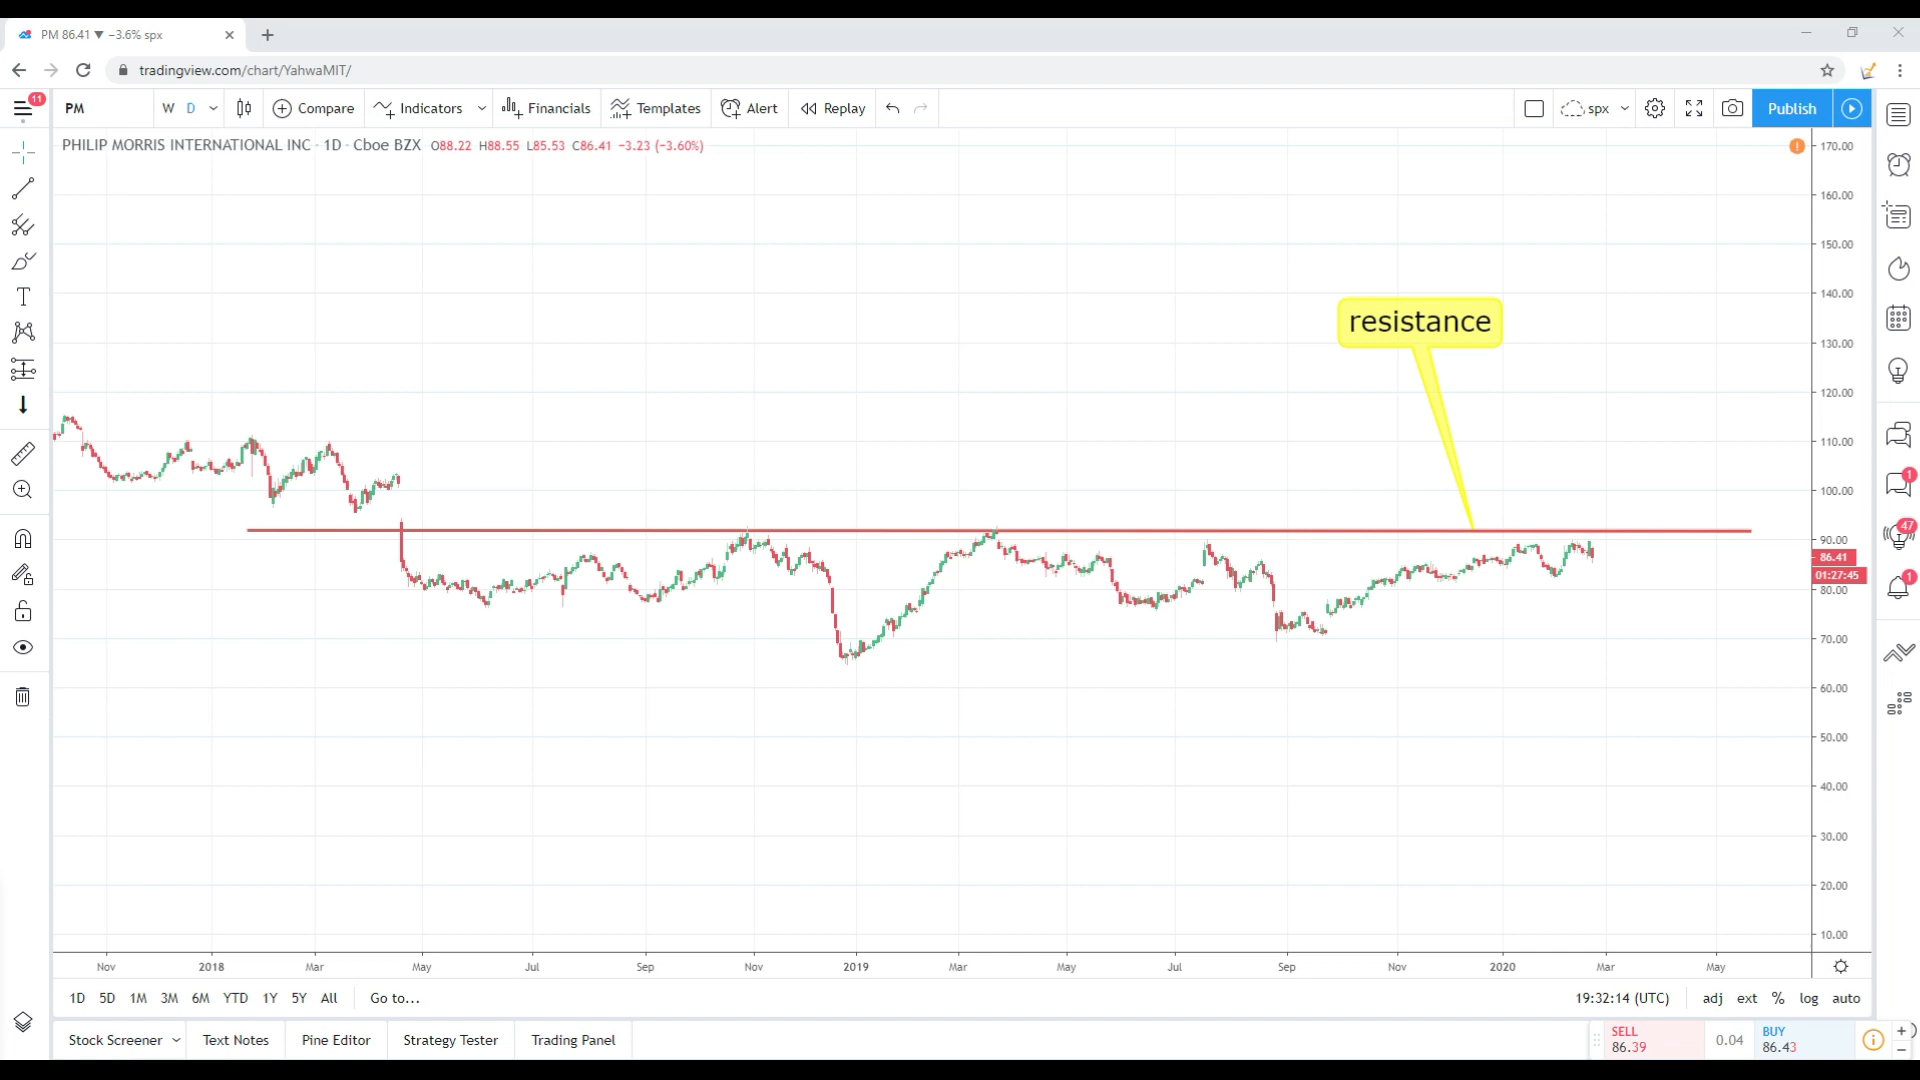 PM 86.41 ▼ −3.6% spx
tradingview.com/chart/YahwaMIT/
11
PM W D Compare Indicators Financials Templates Alert Replay spx Publish
PHILIP MORRIS INTERNATIONAL INC · 1D · Cboe BZX O88.22 H88.55 L85.53 C86.41 −3.23 (−3.60%)
170.00
160.00
150.00
140.00
resistance
130.00
120.00
110.00
100.00
90.00
86.41
01:27:45
80.00
70.00
60.00
50.00
40.00
30.00
20.00
10.00
1
47
1
Nov 2018 Mar May Jul Sep Nov 2019 Mar May Jul Sep Nov 2020 Mar May
1D 5D 1M 3M 6M YTD 1Y 5Y All Go to... 19:32:14 (UTC) adj ext % log auto
Stock Screener Text Notes Pine Editor Strategy Tester Trading Panel
SELL
86.39
0.04
BUY
86.43